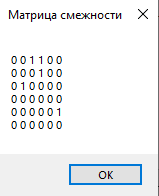 Матрица смежности
0 0 1 1 0 0
0 0 0 1 0 0
0 1 0 0 0 0
0 0 0 0 0 0
0 0 0 0 0 1
0 0 0 0 0 0
ОК